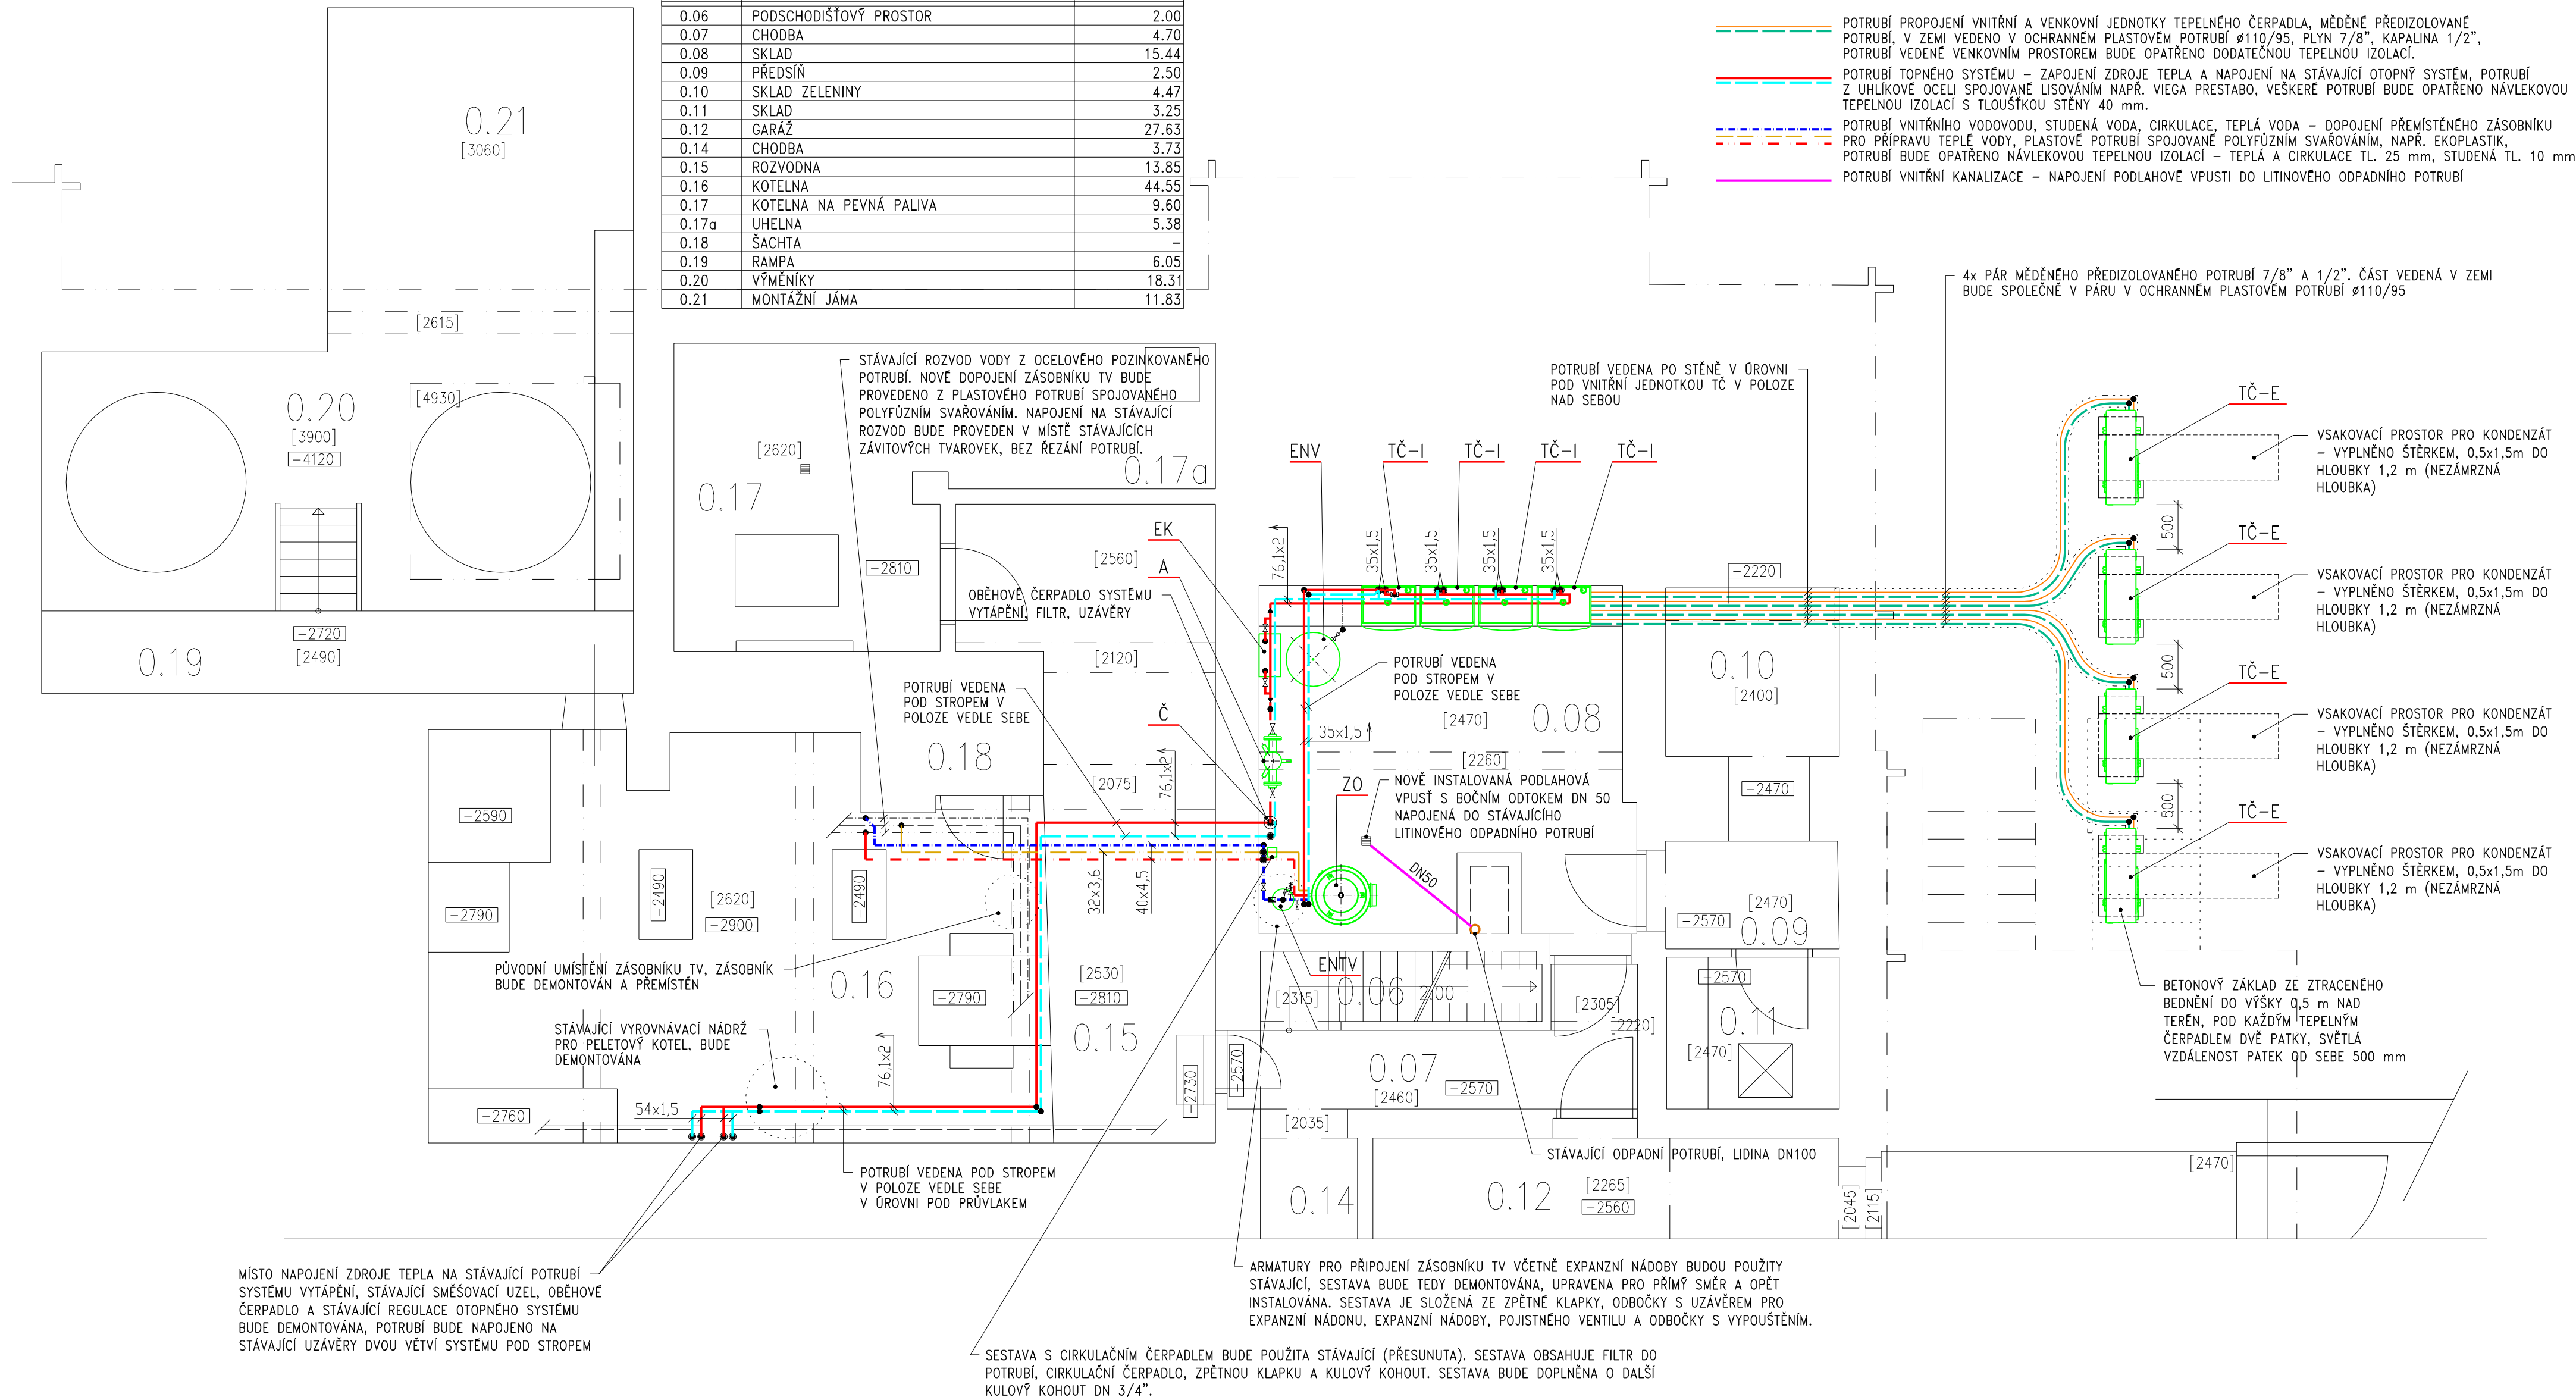 0.06 PODSCHODIŠŤOVÝ PROSTOR 2.00
0.07 CHODBA 4.70
0.08 SKLAD 15.44
0.09 PŘEDSÍŇ 2.50
0.10 SKLAD ZELENINY 4.47
0.11 SKLAD 3.25
0.12 GARÁŽ 27.63
0.14 CHODBA 3.73
0.15 ROZVODNA 13.85
0.16 KOTELNA 44.55
0.17 KOTELNA NA PEVNÁ PALIVA 9.60
0.17a UHELNA 5.38
0.18 ŠACHTA –
0.19 RAMPA 6.05
0.20 VÝMĚNÍKY 18.31
0.21 MONTÁŽNÍ JÁMA 11.83
POTRUBÍ PROPOJENÍ VNITŘNÍ A VENKOVNÍ JEDNOTKY TEPELNÉHO ČERPADLA, MĚDĚNÉ PŘEDIZOLOVANÉ
POTRUBÍ, V ZEMI VEDENO V OCHRANNÉM PLASTOVÉM POTRUBÍ ø110/95, PLYN 7/8", KAPALINA 1/2",
POTRUBÍ VEDENÉ VENKOVNÍM PROSTOREM BUDE OPATŘENO DODATEČNOU TEPELNOU IZOLACÍ.
POTRUBÍ TOPNÉHO SYSTÉMU – ZAPOJENÍ ZDROJE TEPLA A NAPOJENÍ NA STÁVAJÍCÍ OTOPNÝ SYSTÉM, POTRUBÍ
Z UHLÍKOVÉ OCELI SPOJOVANÉ LISOVÁNÍM NAPŘ. VIEGA PRESTABO, VEŠKERÉ POTRUBÍ BUDE OPATŘENO NÁVLEKOVOU
TEPELNOU IZOLACÍ S TLOUŠŤKOU STĚNY 40 mm.
POTRUBÍ VNITŘNÍHO VODOVODU, STUDENÁ VODA, CIRKULACE, TEPLÁ VODA – DOPOJENÍ PŘEMÍSTĚNÉHO ZÁSOBNÍKU
PRO PŘÍPRAVU TEPLÉ VODY, PLASTOVÉ POTRUBÍ SPOJOVANÉ POLYFÚZNÍM SVAŘOVÁNÍM, NAPŘ. EKOPLASTIK,
POTRUBÍ BUDE OPATŘENO NÁVLEKOVOU TEPELNOU IZOLACÍ – TEPLÁ A CIRKULACE TL. 25 mm, STUDENÁ TL. 10 mm
POTRUBÍ VNITŘNÍ KANALIZACE – NAPOJENÍ PODLAHOVÉ VPUSTI DO LITINOVÉHO ODPADNÍHO POTRUBÍ
4x PÁR MĚDĚNÉHO PŘEDIZOLOVANÉHO POTRUBÍ 7/8" A 1/2". ČÁST VEDENÁ V ZEMI
BUDE SPOLEČNĚ V PÁRU V OCHRANNÉM PLASTOVÉM POTRUBÍ ø110/95
0.21
[3060]
[2615]
0.20
[3900]
-4120
[4930]
-2720
[2490]
0.19
STÁVAJÍCÍ ROZVOD VODY Z OCELOVÉHO POZINKOVANÉHO
POTRUBÍ. NOVÉ DOPOJENÍ ZÁSOBNÍKU TV BUDE
PROVEDENO Z PLASTOVÉHO POTRUBÍ SPOJOVANÉHO
POLYFÚZNÍM SVAŘOVÁNÍM. NAPOJENÍ NA STÁVAJÍCÍ
ROZVOD BUDE PROVEDEN V MÍSTĚ STÁVAJÍCÍCH
ZÁVITOVÝCH TVAROVEK, BEZ ŘEZÁNÍ POTRUBÍ.
[2620]
0.17
0.17a
-2810
[2560]
EK
A
OBĚHOVÉ ČERPADLO SYSTÉMU
VYTÁPĚNÍ, FILTR, UZÁVĚRY
[2120]
POTRUBÍ VEDENA
POD STROPEM V
POLOZE VEDLE SEBE
Č
0.18
[2075]
76,1x2
POTRUBÍ VEDENA PO STĚNĚ V ÚROVNI
POD VNITŘNÍ JEDNOTKOU TČ V POLOZE
NAD SEBOU
ENV
TČ-I
TČ-I
TČ-I
TČ-I
76,1x2
35x1,5
35x1,5
35x1,5
35x1,5
-2220
POTRUBÍ VEDENA
POD STROPEM V
POLOZE VEDLE SEBE
[2470]
0.08
35x1,5
[2260]
0.10
[2400]
-2470
ZO
NOVĚ INSTALOVANÁ PODLAHOVÁ
VPUSŤ S BOČNÍM ODTOKEM DN 50
NAPOJENÁ DO STÁVAJÍCÍHO
LITINOVÉHO ODPADNÍHO POTRUBÍ
DN50
TČ-E
VSAKOVACÍ PROSTOR PRO KONDENZÁT
– VYPLNĚNO ŠTĚRKEM, 0,5x1,5m DO
HLOUBKY 1,2 m (NEZÁMRZNÁ
HLOUBKA)
500
TČ-E
VSAKOVACÍ PROSTOR PRO KONDENZÁT
– VYPLNĚNO ŠTĚRKEM, 0,5x1,5m DO
HLOUBKY 1,2 m (NEZÁMRZNÁ
HLOUBKA)
500
TČ-E
VSAKOVACÍ PROSTOR PRO KONDENZÁT
– VYPLNĚNO ŠTĚRKEM, 0,5x1,5m DO
HLOUBKY 1,2 m (NEZÁMRZNÁ
HLOUBKA)
500
TČ-E
VSAKOVACÍ PROSTOR PRO KONDENZÁT
– VYPLNĚNO ŠTĚRKEM, 0,5x1,5m DO
HLOUBKY 1,2 m (NEZÁMRZNÁ
HLOUBKA)
BETONOVÝ ZÁKLAD ZE ZTRACENÉHO
BEDNĚNÍ DO VÝŠKY 0,5 m NAD
TERÉN, POD KAŽDÝM TEPELNÝM
ČERPADLEM DVĚ PATKY, SVĚTLÁ
VZDÁLENOST PATEK OD SEBE 500 mm
-2590
-2790
-2490
[2620]
-2900
-2490
32x3,6
40x4,5
PŮVODNÍ UMÍSTĚNÍ ZÁSOBNÍKU TV, ZÁSOBNÍK
BUDE DEMONTOVÁN A PŘEMÍSTĚN
0.16
-2790
[2530]
-2810
0.15
STÁVAJÍCÍ VYROVNÁVACÍ NÁDRŽ
PRO PELETOVÝ KOTEL, BUDE
DEMONTOVÁNA
76,1x2
-2760
54x1,5
-2730
-2570
ENTV
[2315]
0.06
2.00
[2305]
[2220]
-2570
[2470]
0.09
-2570
0.11
[2470]
0.07
[2460]
-2570
[2035]
STÁVAJÍCÍ ODPADNÍ POTRUBÍ, LIDINA DN100
POTRUBÍ VEDENA POD STROPEM
V POLOZE VEDLE SEBE
V ÚROVNI POD PRŮVLAKEM
0.14
0.12
[2265]
-2560
[2045]
[2115]
[2470]
MÍSTO NAPOJENÍ ZDROJE TEPLA NA STÁVAJÍCÍ POTRUBÍ
SYSTÉMU VYTÁPĚNÍ, STÁVAJÍCÍ SMĚŠOVACÍ UZEL, OBĚHOVÉ
ČERPADLO A STÁVAJÍCÍ REGULACE OTOPNÉHO SYSTÉMU
BUDE DEMONTOVÁNA, POTRUBÍ BUDE NAPOJENO NA
STÁVAJÍCÍ UZÁVĚRY DVOU VĚTVÍ SYSTÉMU POD STROPEM
ARMATURY PRO PŘIPOJENÍ ZÁSOBNÍKU TV VČETNĚ EXPANZNÍ NÁDOBY BUDOU POUŽITY
STÁVAJÍCÍ, SESTAVA BUDE TEDY DEMONTOVÁNA, UPRAVENA PRO PŘÍMÝ SMĚR A OPĚT
INSTALOVÁNA. SESTAVA JE SLOŽENÁ ZE ZPĚTNÉ KLAPKY, ODBOČKY S UZÁVĚREM PRO
EXPANZNÍ NÁDONU, EXPANZNÍ NÁDOBY, POJISTNÉHO VENTILU A ODBOČKY S VYPOUŠTĚNÍM.
SESTAVA S CIRKULAČNÍM ČERPADLEM BUDE POUŽITA STÁVAJÍCÍ (PŘESUNUTA). SESTAVA OBSAHUJE FILTR DO
POTRUBÍ, CIRKULAČNÍ ČERPADLO, ZPĚTNOU KLAPKU A KULOVÝ KOHOUT. SESTAVA BUDE DOPLNĚNA O DALŠÍ
KULOVÝ KOHOUT DN 3/4".